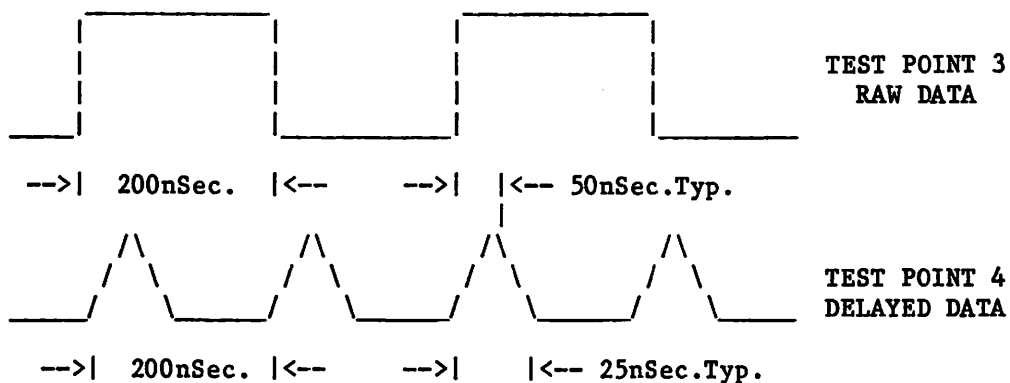 TEST POINT 3
RAW DATA
-->| 200nSec. |<-- -->| |<-- 50nSec.Typ.
TEST POINT 4
DELAYED DATA
-->| 200nSec. |<-- -->| |<-- 25nSec.Typ.